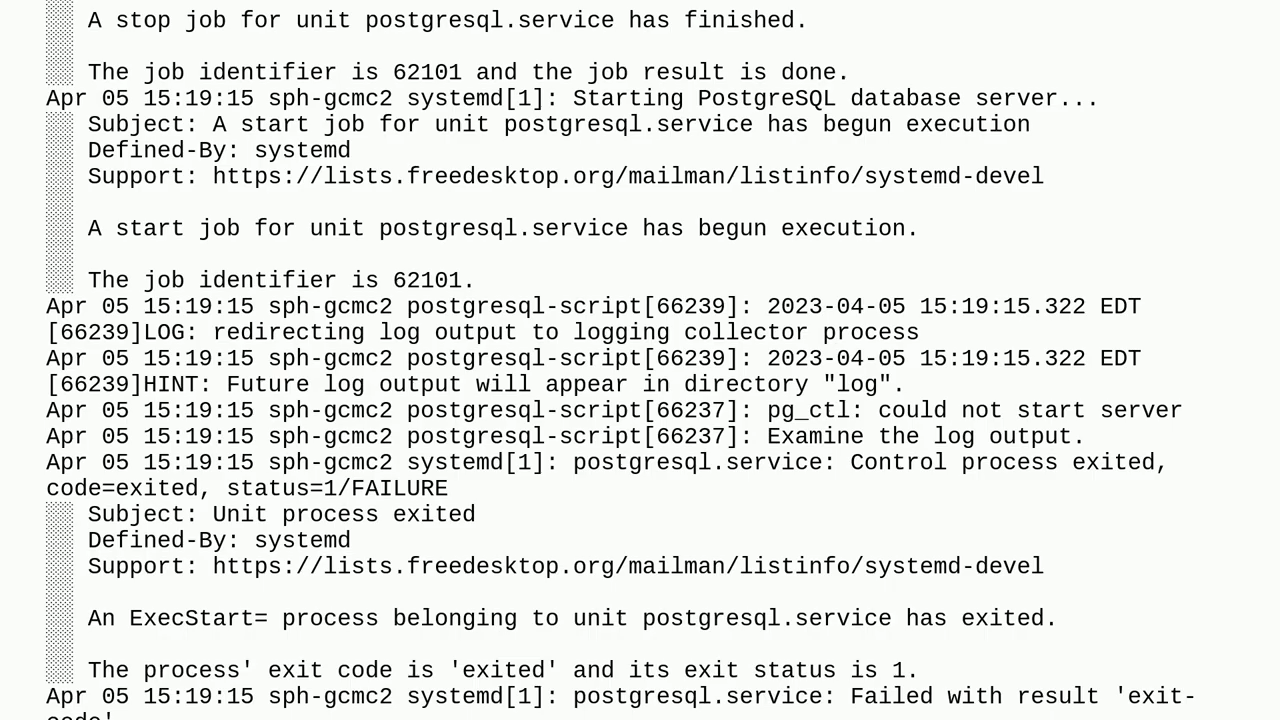 A stop job for unit postgresql.service has finished.
The job identifier is 62101 and the job result is done.
Apr 05 15:19:15 sph-gcmc2 systemd[1]: Starting PostgreSQL database server...
Subject: A start job for unit postgresql.service has begun execution
Defined-By: systemd
Support: https://lists.freedesktop.org/mailman/listinfo/systemd-devel
A start job for unit postgresql.service has begun execution.
The job identifier is 62101.
Apr 05 15:19:15 sph-gcmc2 postgresql-script[66239]: 2023-04-05 15:19:15.322 EDT
[66239]LOG: redirecting log output to logging collector process
Apr 05 15:19:15 sph-gcmc2 postgresql-script[66239]: 2023-04-05 15:19:15.322 EDT
[66239]HINT: Future log output will appear in directory "log".
Apr 05 15:19:15 sph-gcmc2 postgresql-script[66237]: pg_ctl: could not start server
Apr 05 15:19:15 sph-gcmc2 postgresql-script[66237]: Examine the log output.
Apr 05 15:19:15 sph-gcmc2 systemd[1]: postgresql.service: Control process exited,
code=exited, status=1/FAILURE
Subject: Unit process exited
Defined-By: systemd
Support: https://lists.freedesktop.org/mailman/listinfo/systemd-devel
An ExecStart= process belonging to unit postgresql.service has exited.
The process' exit code is 'exited' and its exit status is 1.
Apr 05 15:19:15 sph-gcmc2 systemd[1]: postgresql.service: Failed with result 'exit-